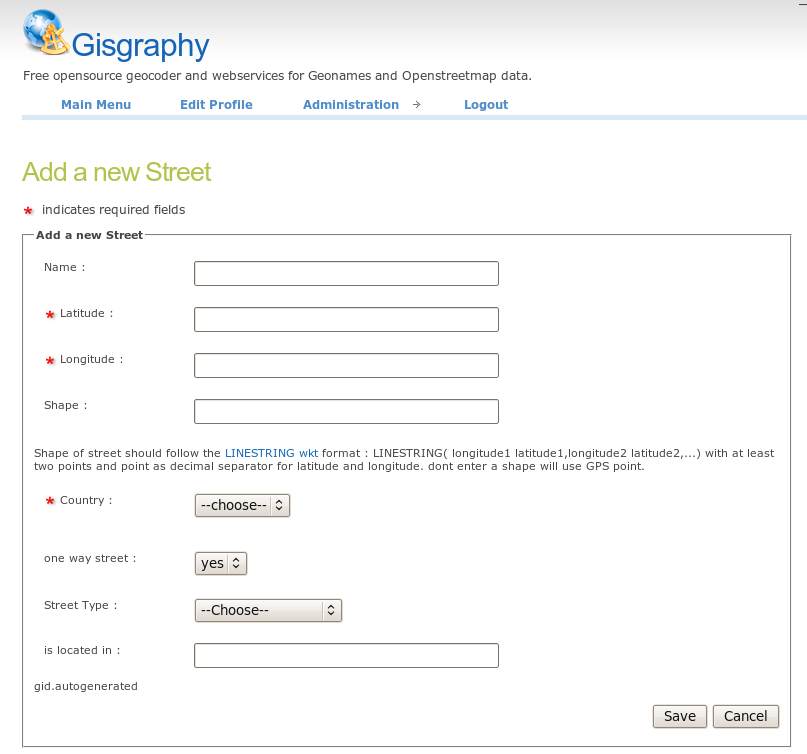 Gisgraphy
Free opensource geocoder and webservices for Geonames and Openstreetmap data.
Main Menu Edit Profile Administration → Logout
Add a new Street
* indicates required fields
Add a new Street
Name :
* Latitude :
* Longitude :
Shape :
Shape of street should follow the LINESTRING wkt format : LINESTRING( longitude1 latitude1,longitude2 latitude2,...) with at least
two points and point as decimal separator for latitude and longitude. dont enter a shape will use GPS point.
* Country : --choose--
one way street : yes
Street Type : --Choose--
is located in :
gid.autogenerated
Save Cancel